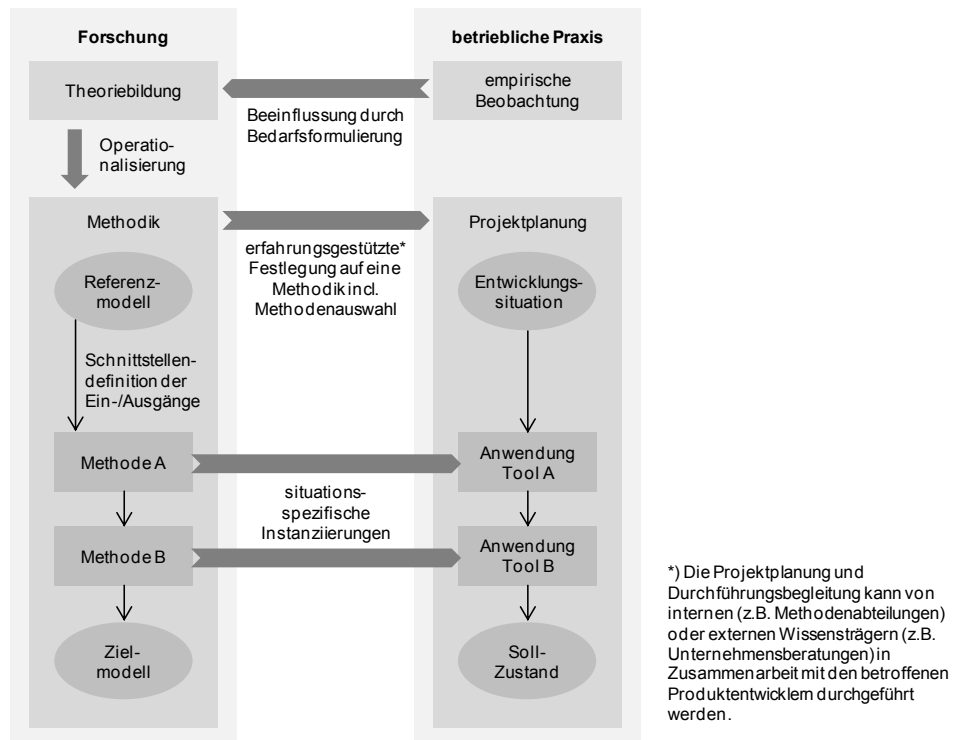 Forschung
betriebliche Praxis
Theoriebildung
empirische
Beobachtung
Beeinflussung durch
Bedarfsformulierung
Operatio-
nalisierung
Methodik
Projektplanung
erfahrungsgestützte*
Festlegung auf eine
Methodik incl.
Methodenauswahl
Referenz-
modell
Entwicklungs-
situation
Schnittstellen-
definition der
Ein-/Ausgänge
Methode A
Anwendung
Tool A
situations-
spezifische
Instanziierungen
Methode B
Anwendung
Tool B
Ziel-
modell
Soll-
Zustand
*) Die Projektplanung und
Durchführungsbegleitung kann von
internen (z.B. Methodenabteilungen)
oder externen Wissensträgern (z.B.
Unternehmensberatungen) in
Zusammenarbeit mit den betroffenen
Produktentwicklern durchgeführt
werden.